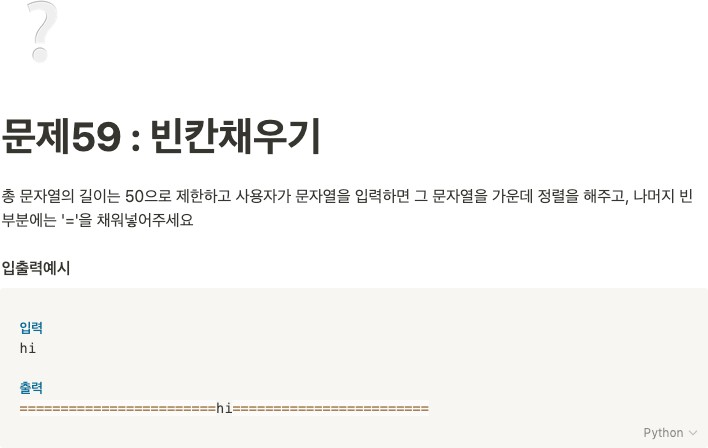 ?
문제59 : 빈칸채우기
총 문자열의 길이는 50으로 제한하고 사용자가 문자열을 입력하면 그 문자열을 가운데 정렬을 해주고, 나머지 빈
부분에는 '='을 채워넣어주세요
입출력예시
입력
hi
출력
========================hi========================
Python